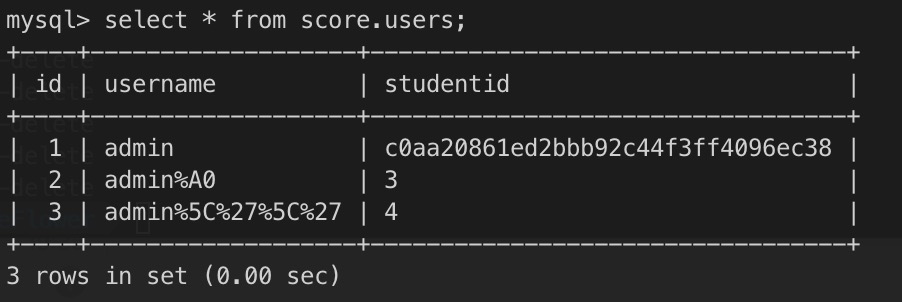 mysql> select * from score.users;
+----+------------------+----------------------------------+
| id | username         | studentid                        |
+----+------------------+----------------------------------+
| 1 | admin            | c0aa20861ed2bbb92c44f3ff4096ec38 |
| 2 | admin%A0         | 3                                |
| 3 | admin%5C%27%5C%27 | 4                                |
+----+------------------+----------------------------------+
3 rows in set (0.00 sec)